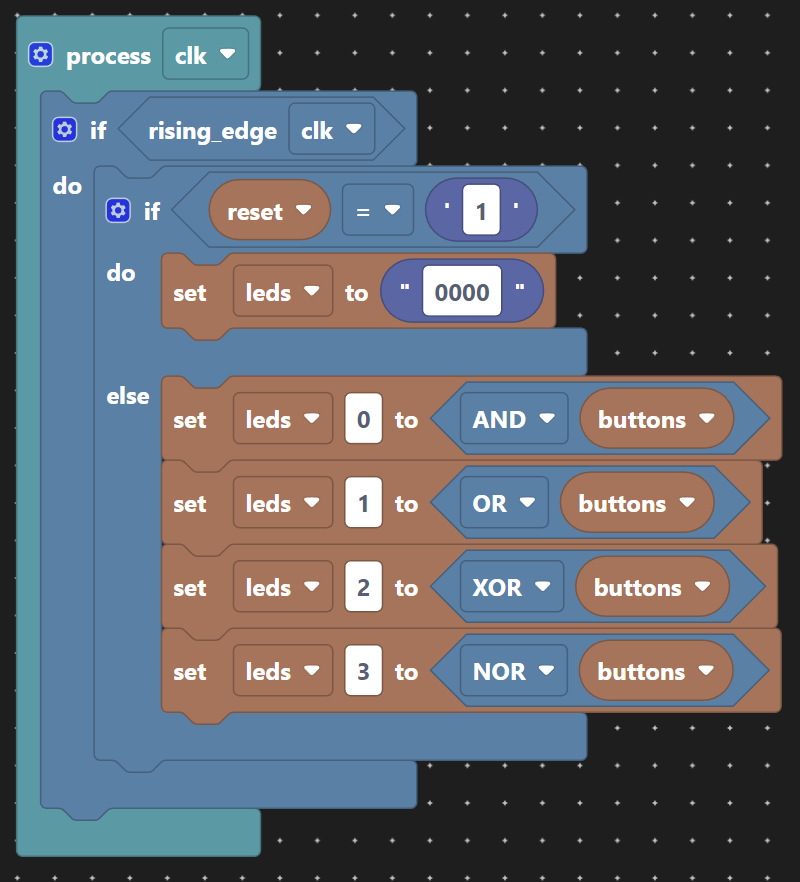 process clk
if rising_edge clk
do
if reset = ' 1 '
do
set leds to " 0000 "
else
set leds 0 to AND buttons
set leds 1 to OR buttons
set leds 2 to XOR buttons
set leds 3 to NOR buttons